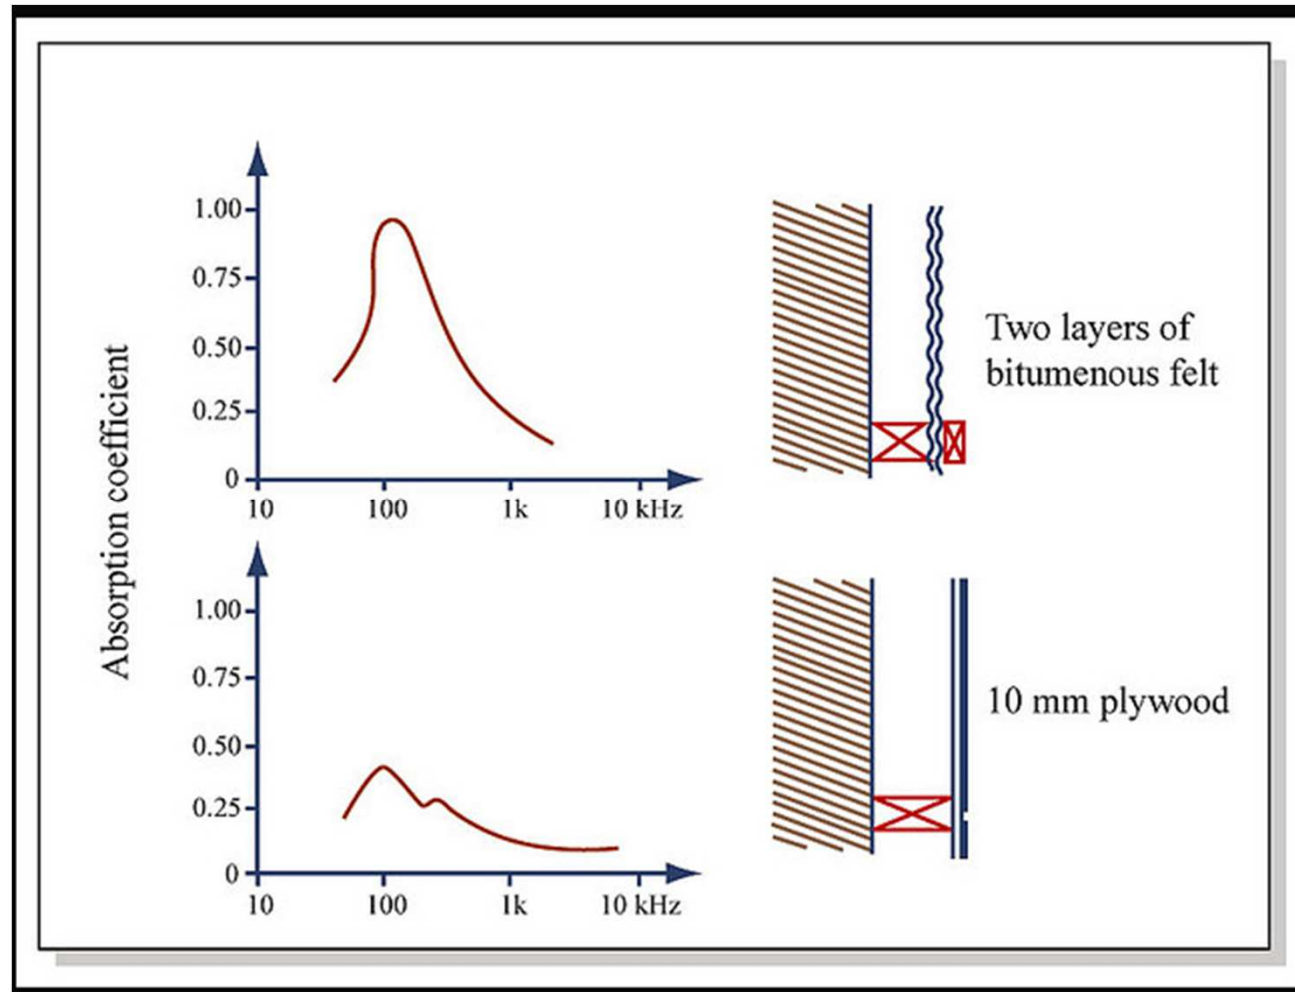 Absorption coefficient
1.00
0.75
0.50
0.25
0
10 100 1k 10 kHz
Two layers of
bitumenous felt
1.00
0.75
0.50
0.25
0
10 100 1k 10 kHz
10 mm plywood